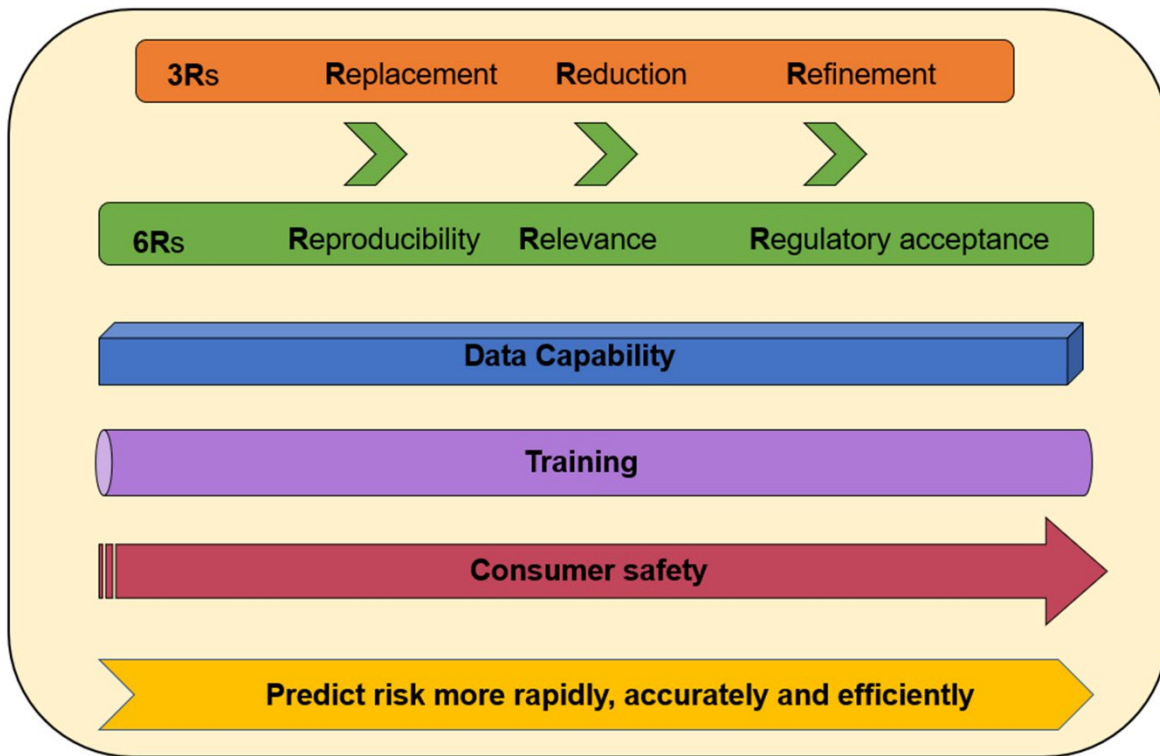 3Rs Replacement Reduction Refinement
6Rs Reproducibility Relevance Regulatory acceptance
Data Capability
Training
Consumer safety
Predict risk more rapidly, accurately and efficiently